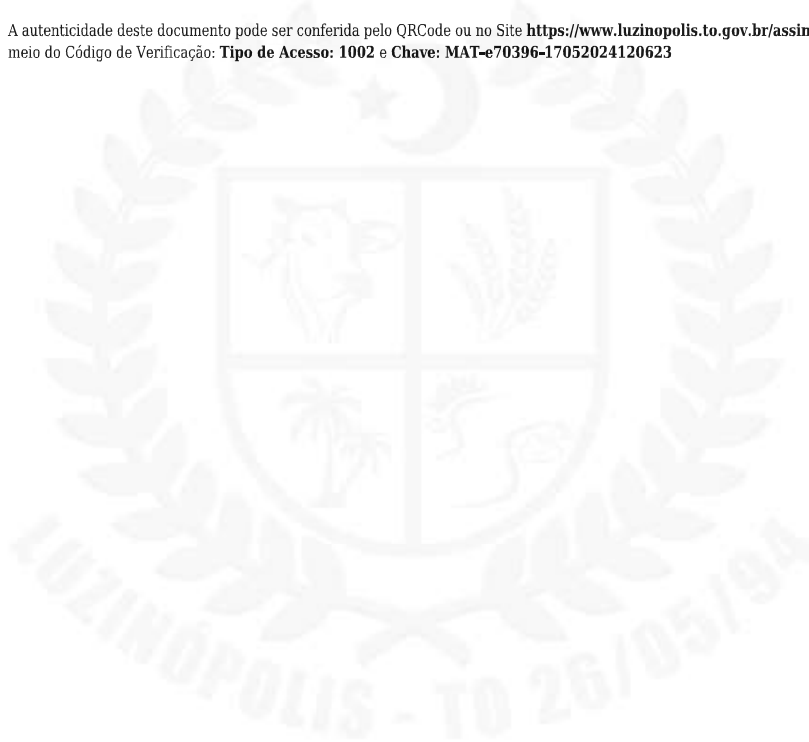 A autenticidade deste documento pode ser conferida pelo QRCode ou no Site https://www.luzinopolis.to.gov.br/assin
meio do Código de Verificação: Tipo de Acesso: 1002 e Chave: MAT-e70396-17052024120623
LUZINÓPOLIS - TO 26/05/94